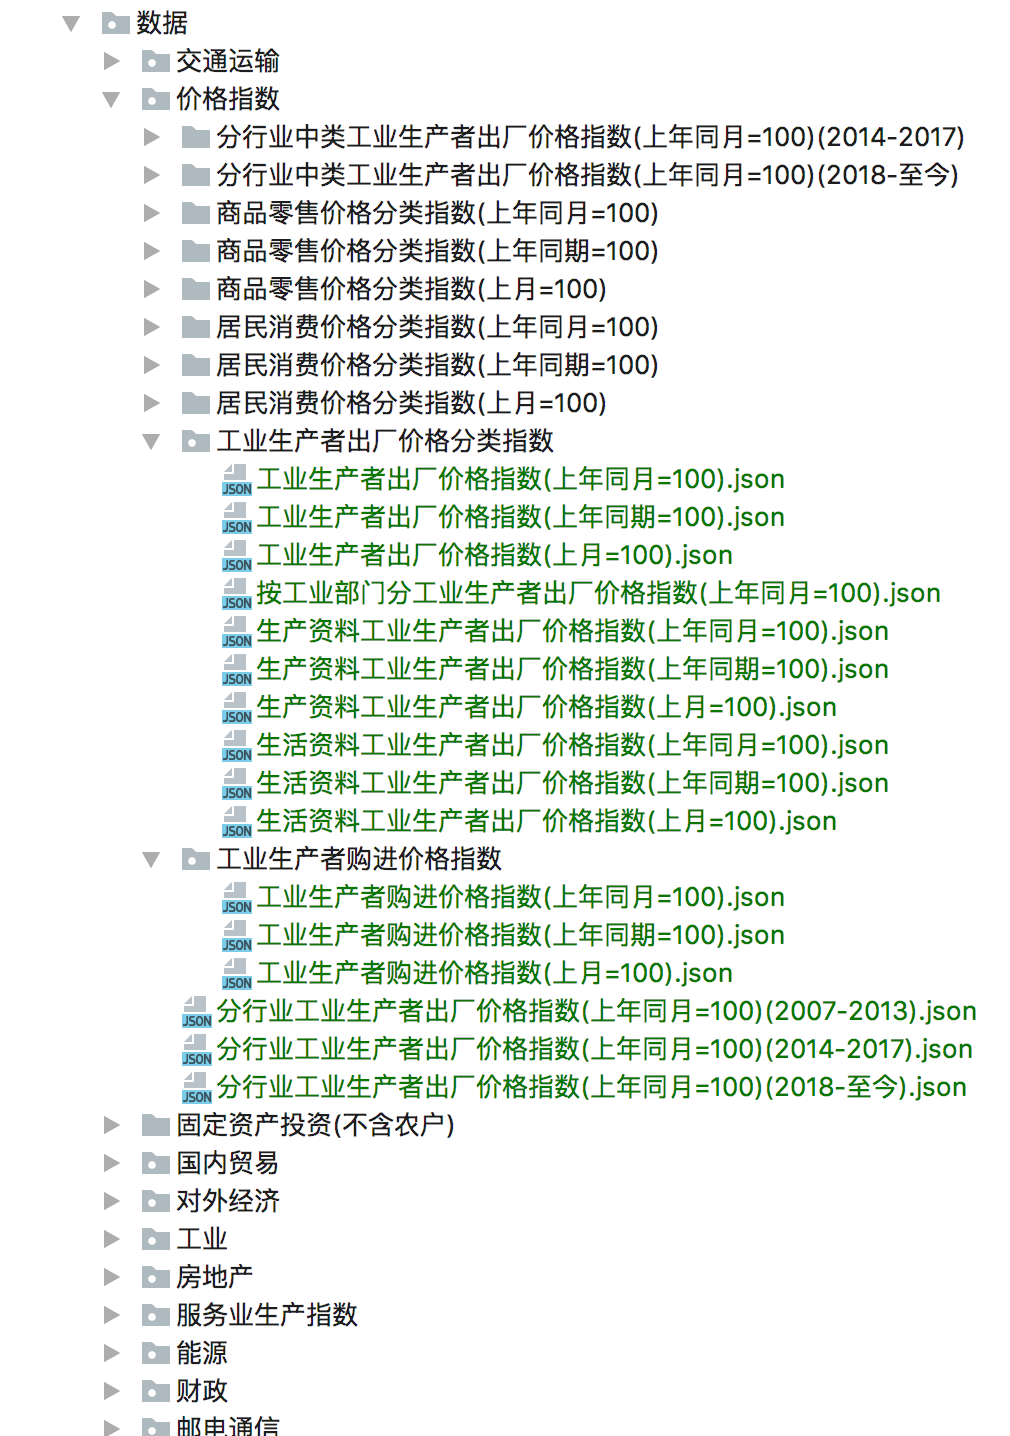 数据
交通运输
价格指数
分行业中类工业生产者出厂价格指数(上年同月=100)(2014-2017)
分行业中类工业生产者出厂价格指数(上年同月=100)(2018-至今)
商品零售价格分类指数(上年同月=100)
商品零售价格分类指数(上年同期=100)
商品零售价格分类指数(上月=100)
居民消费价格分类指数(上年同月=100)
居民消费价格分类指数(上年同期=100)
居民消费价格分类指数(上月=100)
工业生产者出厂价格分类指数
JSON 工业生产者出厂价格指数(上年同月=100).json
JSON 工业生产者出厂价格指数(上年同期=100).json
JSON 工业生产者出厂价格指数(上月=100).json
JSON 按工业部门分工业生产者出厂价格指数(上年同月=100).json
JSON 生产资料工业生产者出厂价格指数(上年同月=100).json
JSON 生产资料工业生产者出厂价格指数(上年同期=100).json
JSON 生产资料工业生产者出厂价格指数(上月=100).json
JSON 生活资料工业生产者出厂价格指数(上年同月=100).json
JSON 生活资料工业生产者出厂价格指数(上年同期=100).json
JSON 生活资料工业生产者出厂价格指数(上月=100).json
工业生产者购进价格指数
JSON 工业生产者购进价格指数(上年同月=100).json
JSON 工业生产者购进价格指数(上年同期=100).json
JSON 工业生产者购进价格指数(上月=100).json
JSON 分行业工业生产者出厂价格指数(上年同月=100)(2007-2013).json
JSON 分行业工业生产者出厂价格指数(上年同月=100)(2014-2017).json
JSON 分行业工业生产者出厂价格指数(上年同月=100)(2018-至今).json
固定资产投资(不含农户)
国内贸易
对外经济
工业
房地产
服务业生产指数
能源
财政
邮电通信